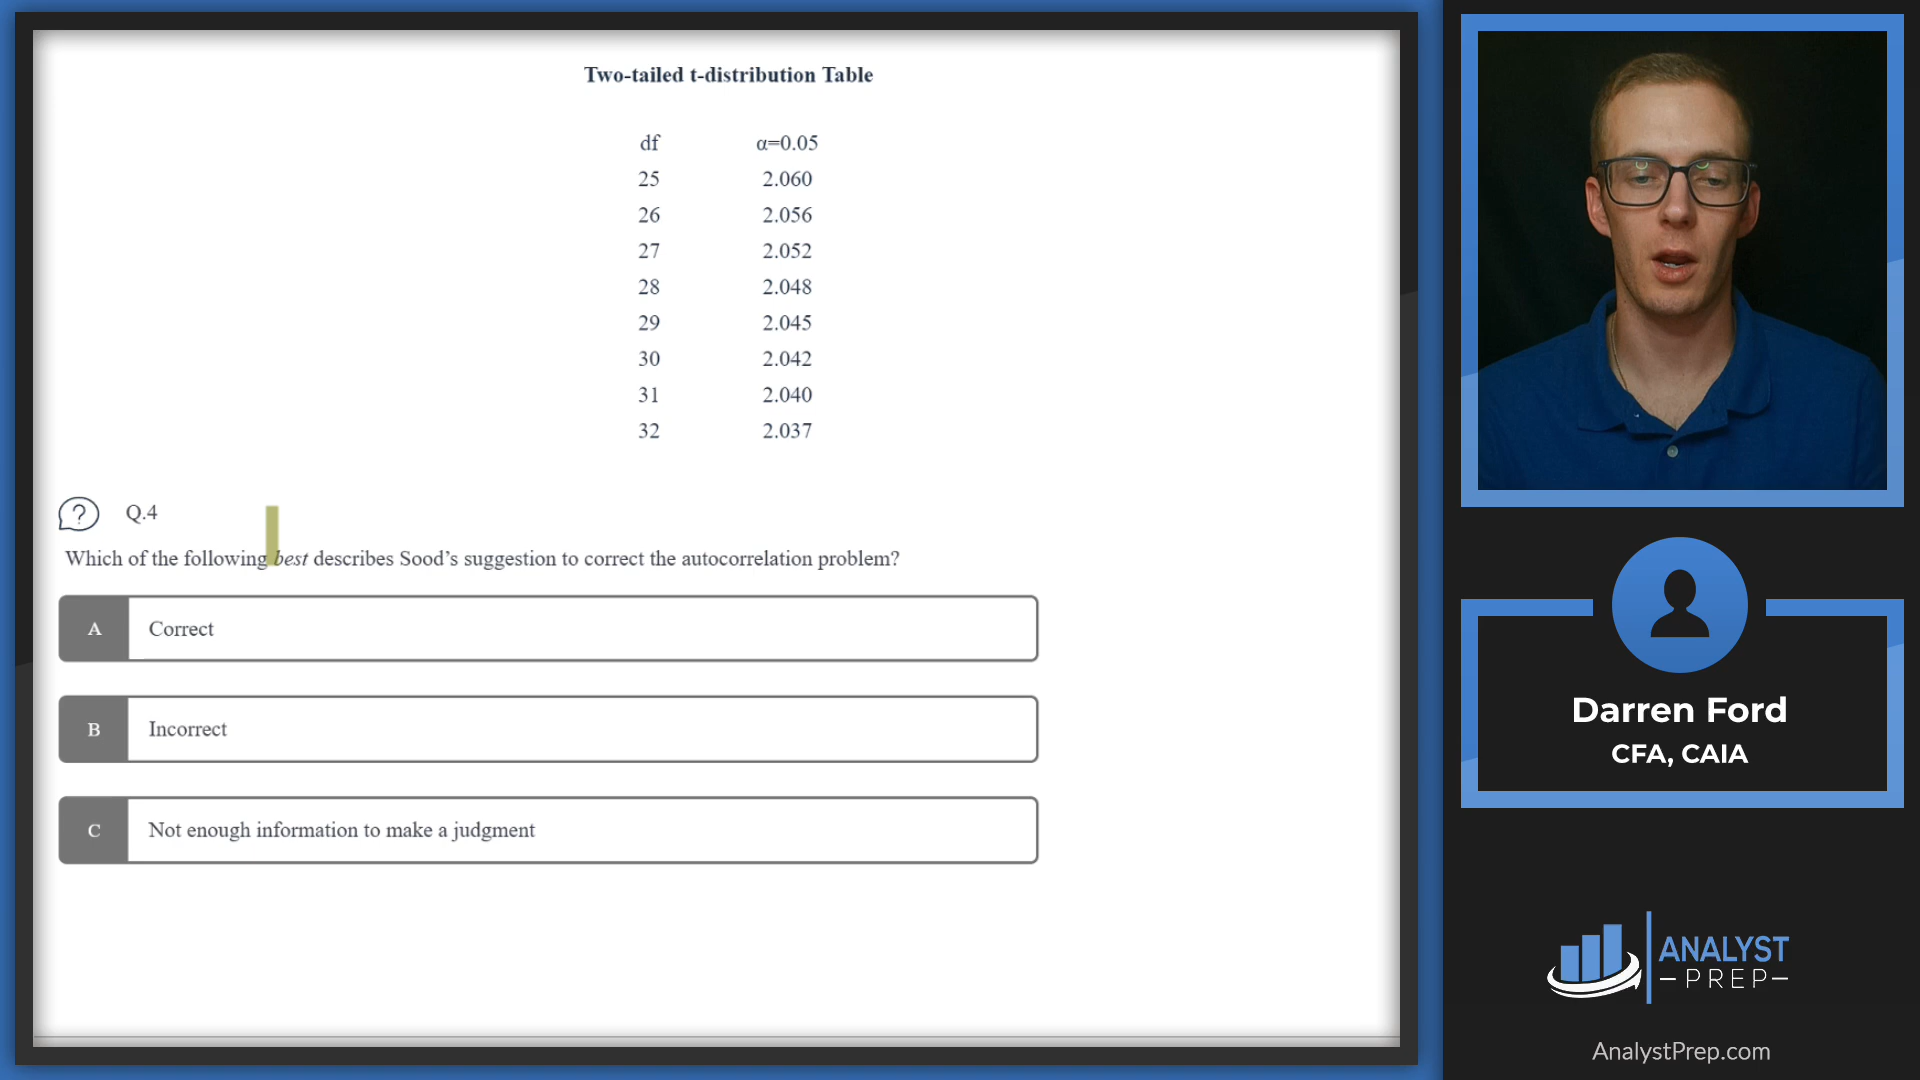 Two-tailed t-distribution Table
df α=0.05
25 2.060
26 2.056
27 2.052
28 2.048
29 2.045
30 2.042
31 2.040
32 2.037
? Q.4
Which of the following best describes Sood’s suggestion to correct the autocorrelation problem?
A Correct
B Incorrect
C Not enough information to make a judgment
Darren Ford
CFA, CAIA
ANALYST
PREP
AnalystPrep.com